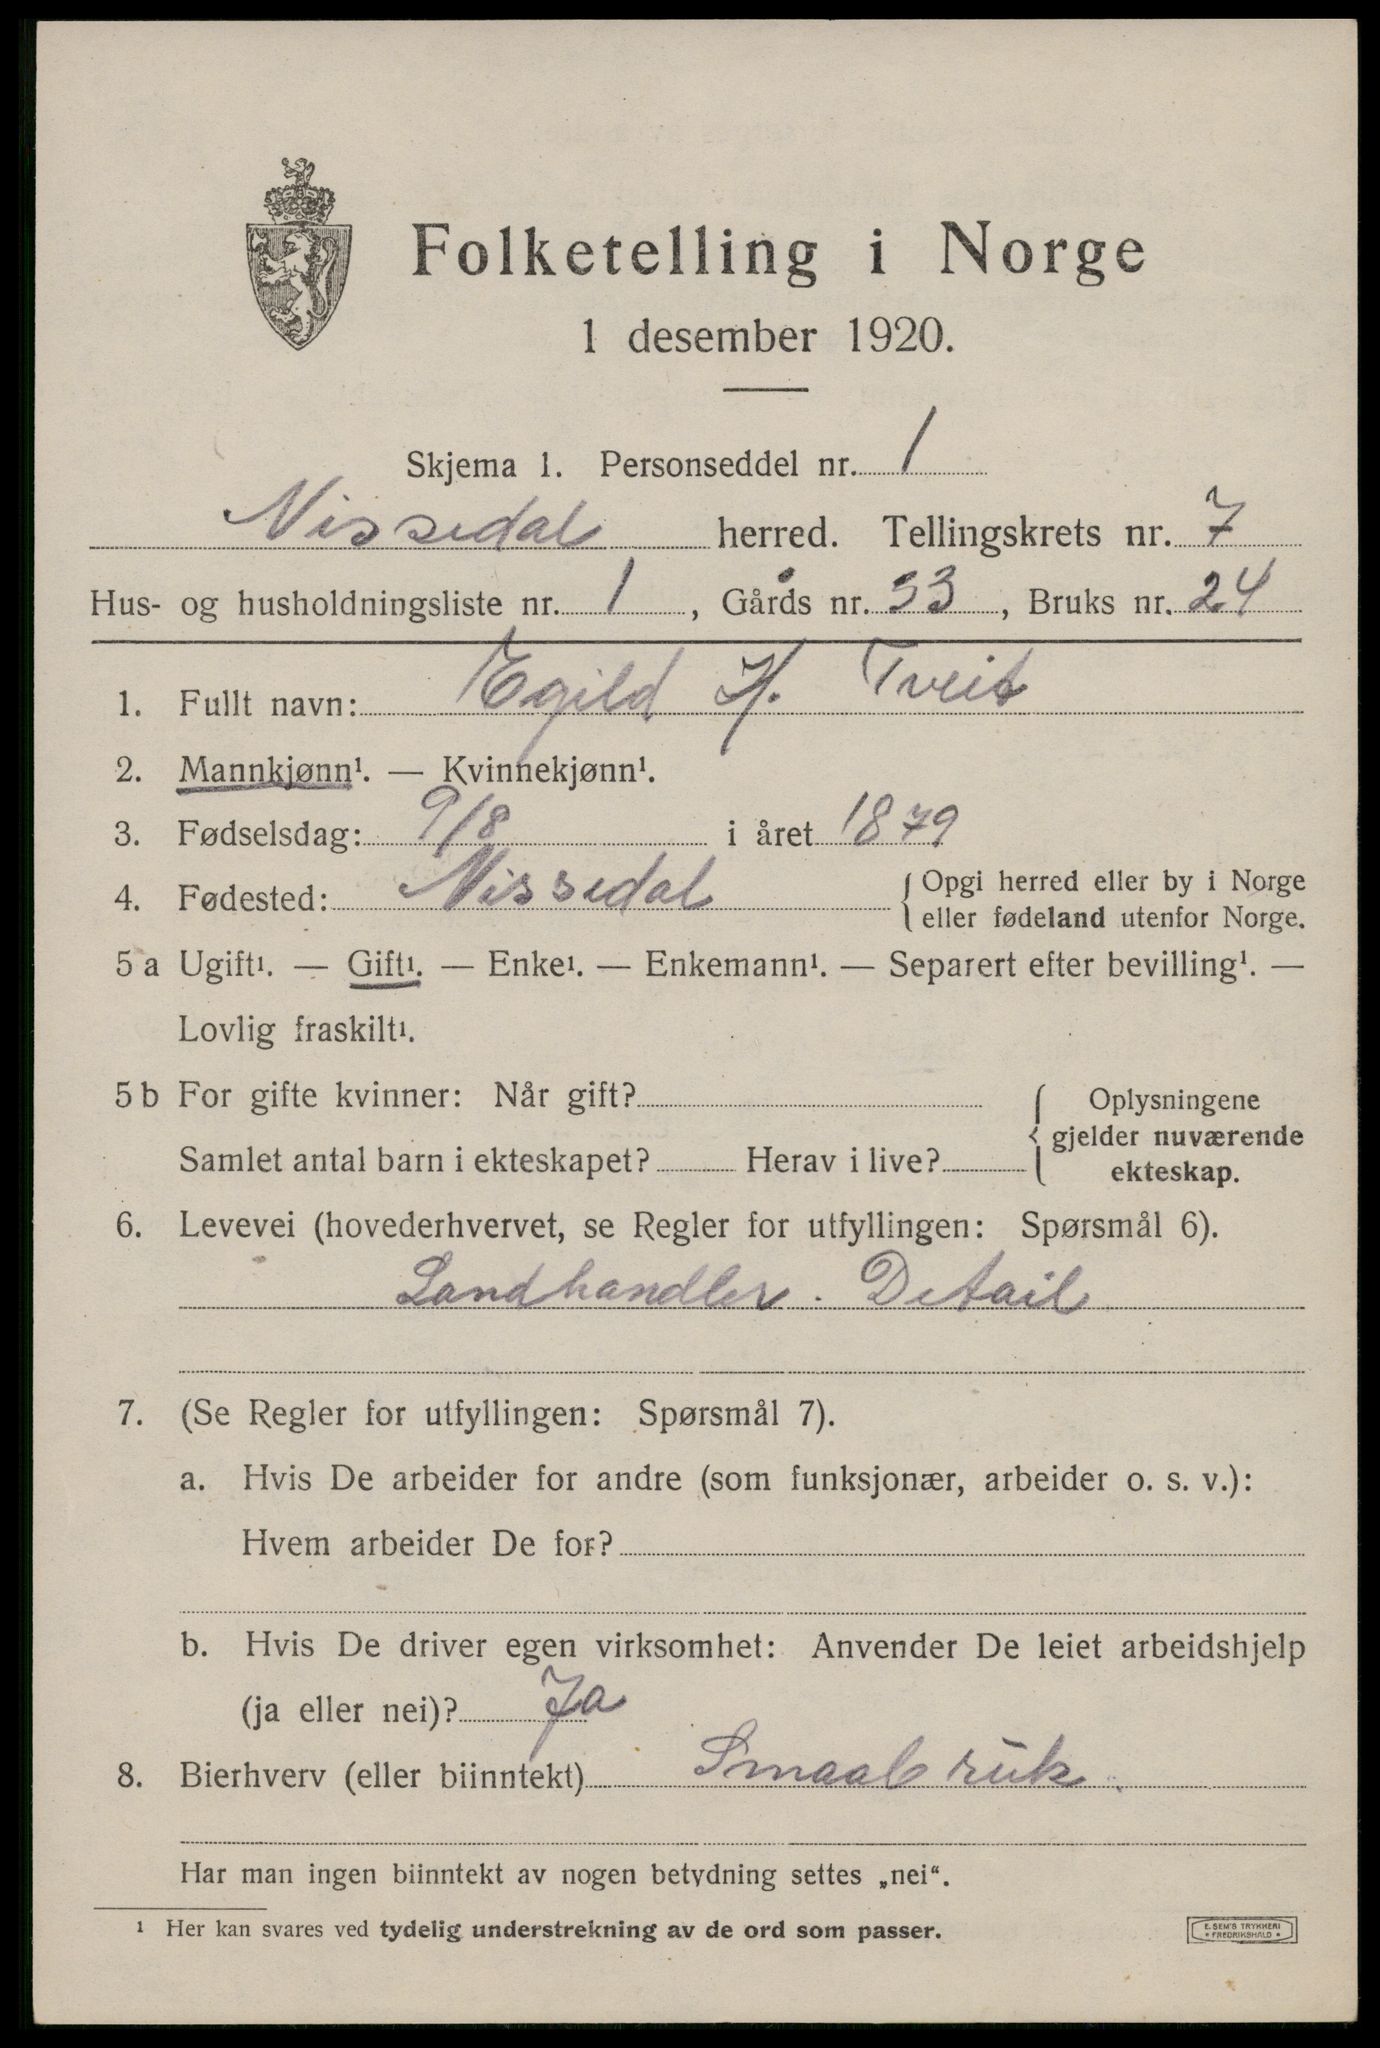 Folketelling i Norge
1 desember 1920.
Skjema 1. Personseddel nr. 1
Nissedal herred. Tellingskrets nr. 7
Hus- og husholdningsliste nr. 1, Gårds nr. 53, Bruks nr. 24
1. Fullt navn: Egild H. Tveit
2. Mannkjønn¹. — Kvinnekjønn¹.
3. Fødselsdag: 9/8 i året 1879
4. Fødested: Nissedal {Opgi herred eller by i Norge
eller fødeland utenfor Norge.
5 a Ugift¹. — Gift¹. — Enke¹. — Enkemann¹. — Separert efter bevilling¹. —
Lovlig fraskilt¹.
5 b For gifte kvinner: Når gift? Oplysningene
gjelder nuværende
Samlet antal barn i ekteskapet? Herav i live? ekteskap.
6. Levevei (hovederhvervet, se Regler for utfyllingen: Spørsmål 6).
Landhandler. Detail
7. (Se Regler for utfyllingen: Spørsmål 7).
a. Hvis De arbeider for andre (som funksjonær, arbeider o. s. v.):
Hvem arbeider De for?
b. Hvis De driver egen virksomhet: Anvender De leiet arbeidshjelp
(ja eller nei)? Ja
8. Bierhverv (eller biinntekt) Smaabruk.
Har man ingen biinntekt av nogen betydning settes „nei“.
¹ Her kan svares ved tydelig understrekning av de ord som passer.
E. SEM'S TRYKKERI
* FREDRIKSHALD *